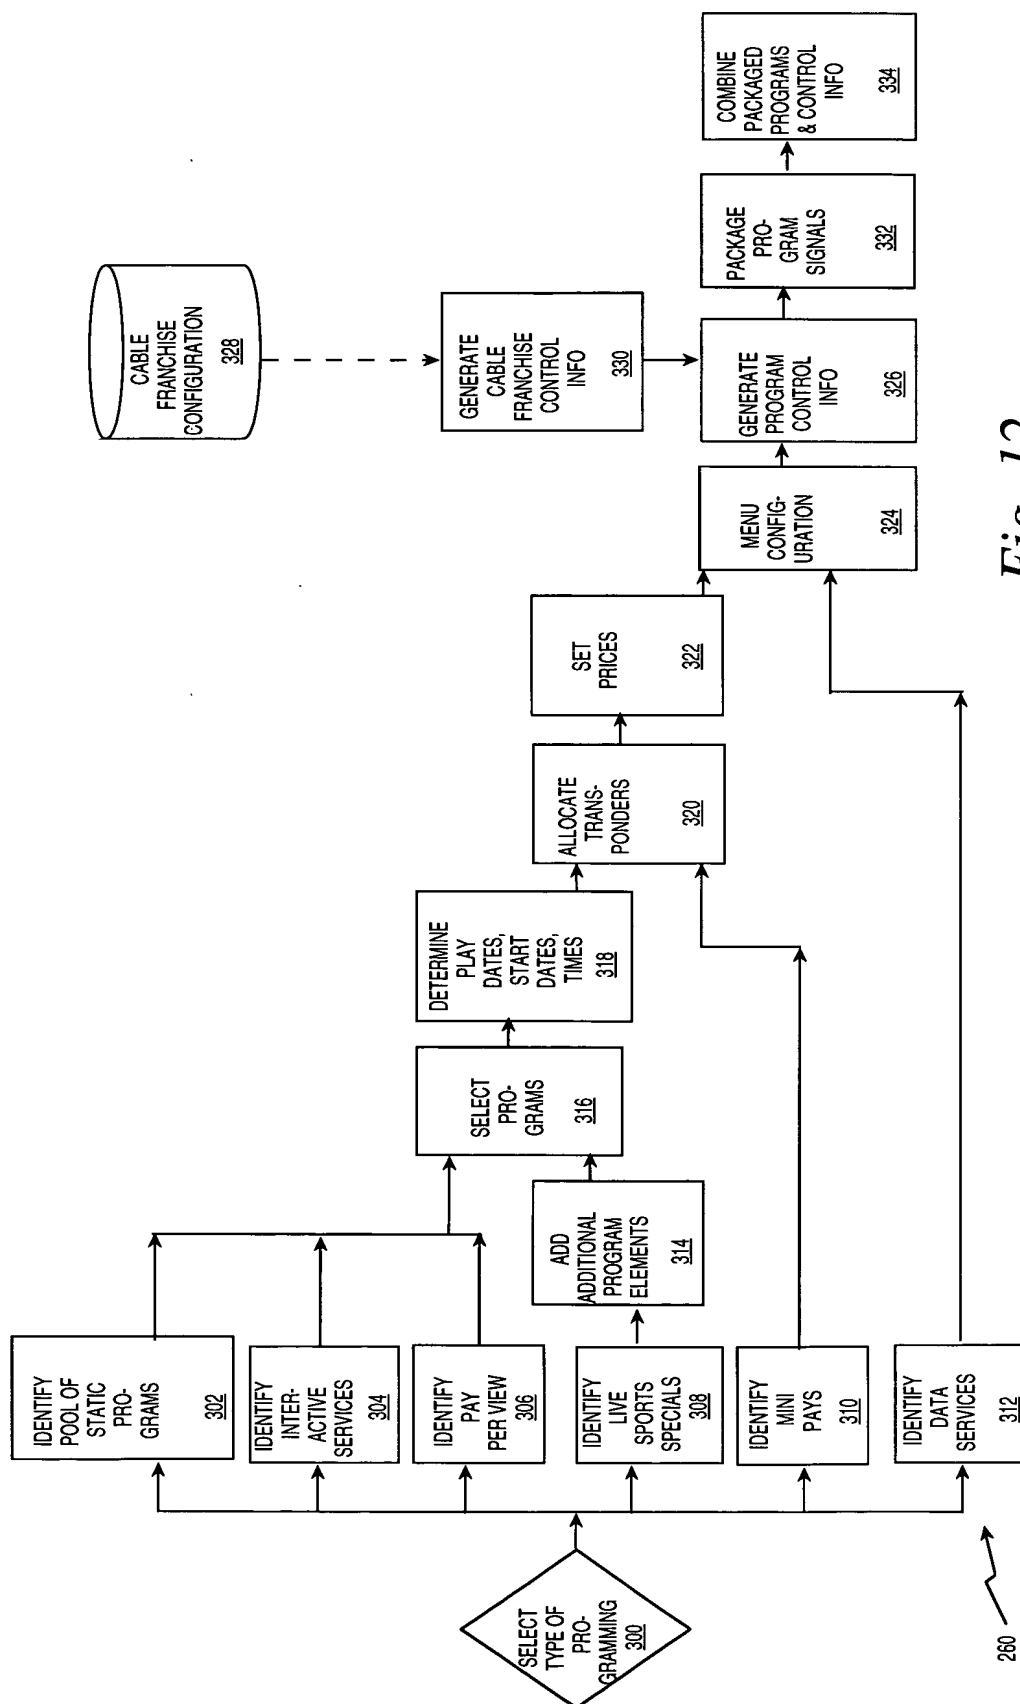 SELECT
TYPE OF
PRO-
GRAMMING
300
IDENTIFY
POOL OF
STATIC
PRO-
GRAMS
302
IDENTIFY
INTER-
ACTIVE
SERVICES
304
IDENTIFY
PAY
PER VIEW
306
IDENTIFY
LIVE
SPORTS
SPECIALS
308
IDENTIFY
MINI
PAYS
310
IDENTIFY
DATA
SERVICES
312
ADD
ADDITIONAL
PROGRAM
ELEMENTS
314
SELECT
PRO-
GRAMS
316
DETERMINE
PLAY
DATES,
START
DATES,
TIMES
318
ALLOCATE
TRANS-
PONDERS
320
SET
PRICES
322
MENU
CONFIG-
URATION
324
CABLE
FRANCHISE
CONFIGURATION
328
GENERATE
CABLE
FRANCHISE
CONTROL
INFO
330
GENERATE
PROGRAM
CONTROL
INFO
326
PACKAGE
PRO-
GRAM
SIGNALS
332
COMBINE
PACKAGED
PROGRAMS
& CONTROL
INFO
334
260
Fig. 12